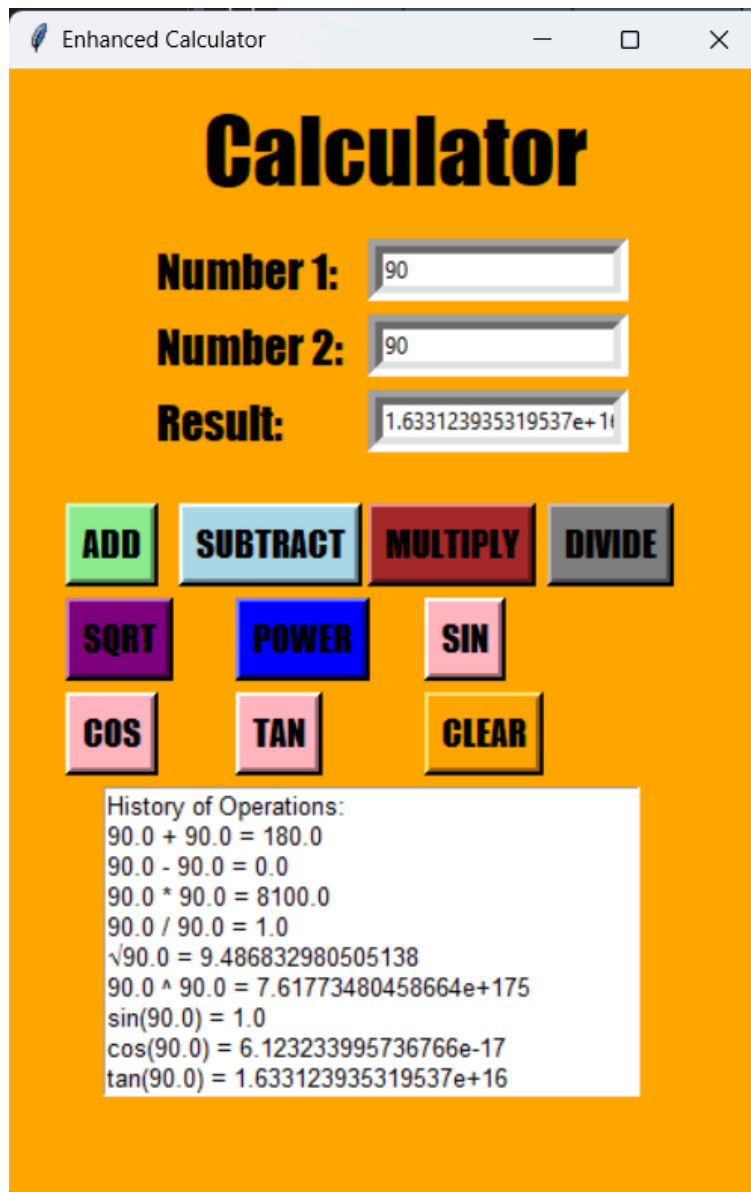 Enhanced Calculator
Calculator
Number 1: 90
Number 2: 90
Result: 1.633123935319537e+16
ADD SUBTRACT MULTIPLY DIVIDE
SQRT POWER SIN
COS TAN CLEAR
History of Operations:
90.0 + 90.0 = 180.0
90.0 - 90.0 = 0.0
90.0 * 90.0 = 8100.0
90.0 / 90.0 = 1.0
√90.0 = 9.486832980505138
90.0 ^ 90.0 = 7.61773480458664e+175
sin(90.0) = 1.0
cos(90.0) = 6.123233995736766e-17
tan(90.0) = 1.633123935319537e+16